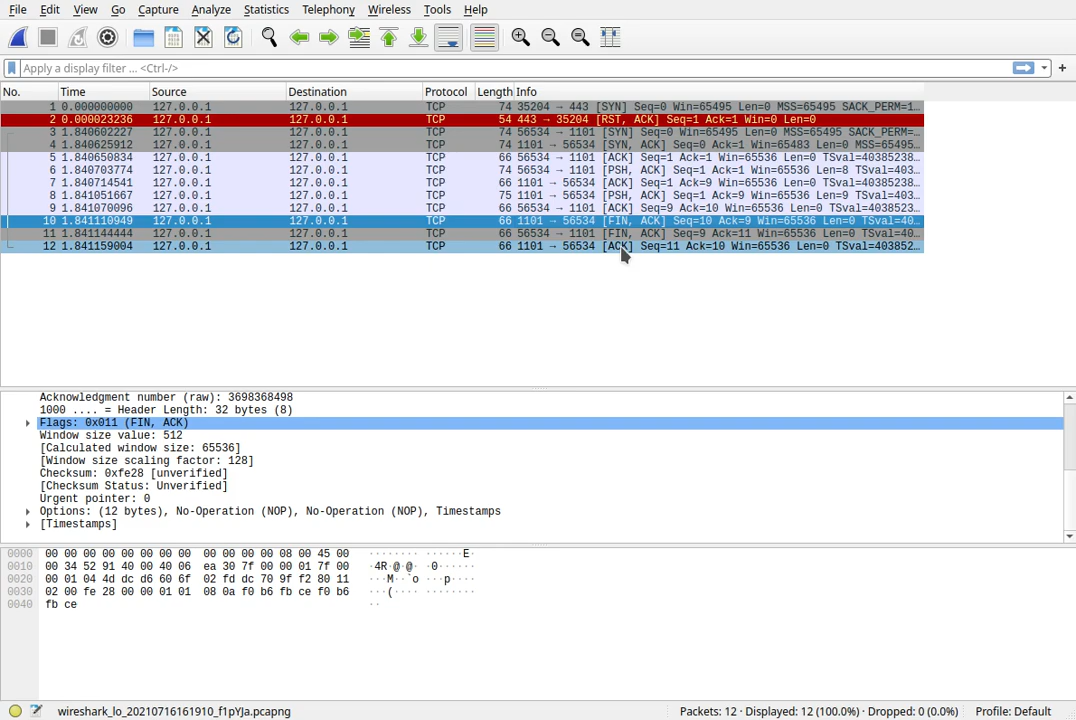 File Edit View Go Capture Analyze Statistics Telephony Wireless Tools Help
Apply a display filter ... <Ctrl-/>
No. Time Source Destination Protocol Length Info
1 0.000000000 127.0.0.1 127.0.0.1 TCP 74 35204 → 443 [SYN] Seq=0 Win=65495 Len=0 MSS=65495 SACK_PERM=1…
2 0.000023236 127.0.0.1 127.0.0.1 TCP 54 443 → 35204 [RST, ACK] Seq=1 Ack=1 Win=0 Len=0
3 1.840602227 127.0.0.1 127.0.0.1 TCP 74 56534 → 1101 [SYN] Seq=0 Win=65495 Len=0 MSS=65495 SACK_PERM=…
4 1.840625912 127.0.0.1 127.0.0.1 TCP 74 1101 → 56534 [SYN, ACK] Seq=0 Ack=1 Win=65483 Len=0 MSS=65495…
5 1.840650834 127.0.0.1 127.0.0.1 TCP 66 56534 → 1101 [ACK] Seq=1 Ack=1 Win=65536 Len=0 TSval=40385238…
6 1.840703774 127.0.0.1 127.0.0.1 TCP 74 56534 → 1101 [PSH, ACK] Seq=1 Ack=1 Win=65536 Len=8 TSval=403…
7 1.840714541 127.0.0.1 127.0.0.1 TCP 66 1101 → 56534 [ACK] Seq=1 Ack=9 Win=65536 Len=0 TSval=40385238…
8 1.841051667 127.0.0.1 127.0.0.1 TCP 75 1101 → 56534 [PSH, ACK] Seq=1 Ack=9 Win=65536 Len=9 TSval=403…
9 1.841070096 127.0.0.1 127.0.0.1 TCP 66 56534 → 1101 [ACK] Seq=9 Ack=10 Win=65536 Len=0 TSval=4038523…
10 1.841110949 127.0.0.1 127.0.0.1 TCP 66 1101 → 56534 [FIN, ACK] Seq=10 Ack=9 Win=65536 Len=0 TSval=40…
11 1.841144444 127.0.0.1 127.0.0.1 TCP 66 56534 → 1101 [FIN, ACK] Seq=9 Ack=11 Win=65536 Len=0 TSval=40…
12 1.841159004 127.0.0.1 127.0.0.1 TCP 66 1101 → 56534 [ACK] Seq=11 Ack=10 Win=65536 Len=0 TSval=403852…
Acknowledgment number (raw): 3698368498
1000 .... = Header Length: 32 bytes (8)
Flags: 0x011 (FIN, ACK)
Window size value: 512
[Calculated window size: 65536]
[Window size scaling factor: 128]
Checksum: 0xfe28 [unverified]
[Checksum Status: Unverified]
Urgent pointer: 0
Options: (12 bytes), No-Operation (NOP), No-Operation (NOP), Timestamps
[Timestamps]
0000 00 00 00 00 00 00 00 00 00 00 00 00 08 00 45 00 ········ ······E·
0010 00 34 52 91 40 00 40 06 ea 30 7f 00 00 01 7f 00 ·4R·@·@· ·0······
0020 00 01 04 4d dc d6 60 6f 02 fd dc 70 9f f2 80 11 ···M··`o ···p····
0030 02 00 fe 28 00 00 01 01 08 0a f0 b6 fb ce f0 b6 ···(···· ········
0040 fb ce ··
wireshark_lo_20210716161910_f1pYJa.pcapng Packets: 12 · Displayed: 12 (100.0%) · Dropped: 0 (0.0%) Profile: Default